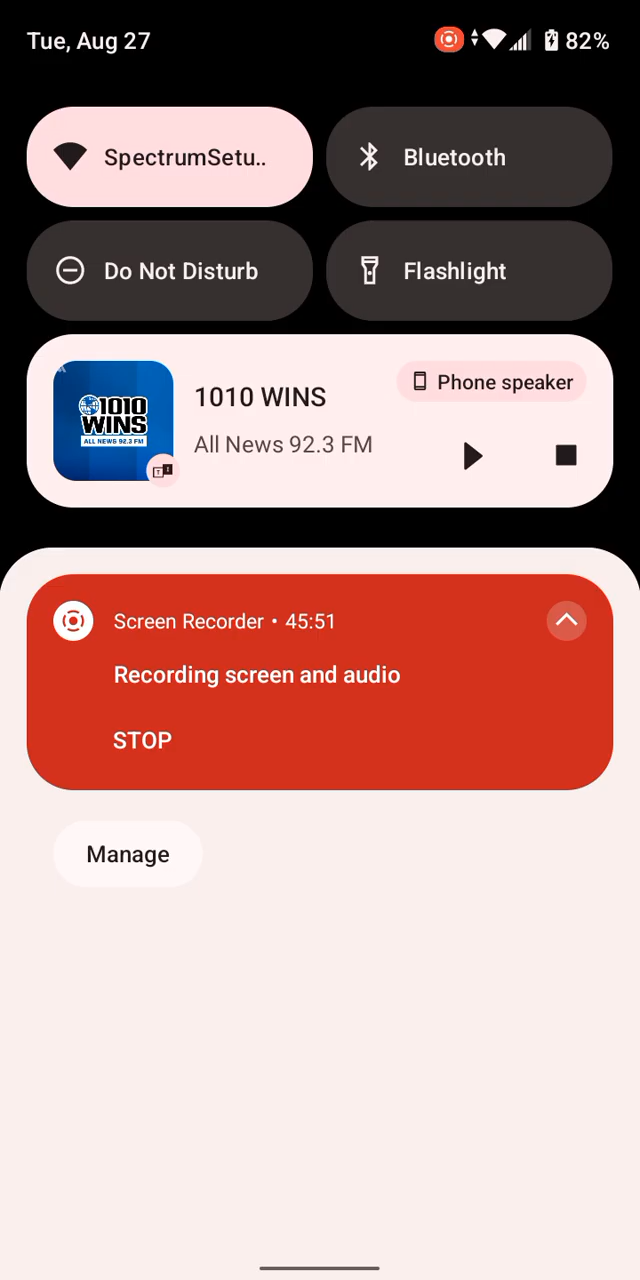 Tue, Aug 27
82%
SpectrumSetu..
Bluetooth
Do Not Disturb
Flashlight
1010
WINS
ALL NEWS 92.3 FM
1010 WINS
All News 92.3 FM
Phone speaker
Screen Recorder • 45:51
Recording screen and audio
STOP
Manage